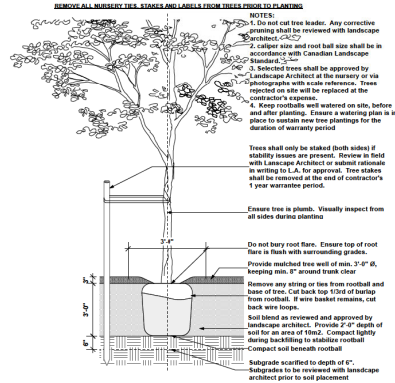 REMOVE ALL NURSERY TIES, STAKES AND LABELS FROM TREES PRIOR TO PLANTING
NOTES:
1. Do not cut tree leader. Any corrective
pruning shall be reviewed with landscape
architect.
2. caliper size and root ball size shall be in
accordance with Canadian Landscape
Standard.
3. Selected trees shall be approved by
Landscape Architect at the nursery or via
photographs with scale reference. Trees
rejected on site will be replaced at the
contractor's expense.
4. Keep rootballs well watered on site, before
and after planting. Ensure a watering plan is in
place to sustain new tree plantings for the
duration of warranty period
Trees shall only be staked (both sides) if
stability issues are present. Review in field
with Landscape Architect or submit rationale
in writing to L.A. for approval. Tree stakes
shall be removed at the end of contractor's
1 year warrantee period.
Ensure tree is plumb. Visually inspect from
all sides during planting
3'-0"
Do not bury root flare. Ensure top of root
flare is flush with surrounding grades.
Provide mulched tree well of min. 3'-0" Ø,
keeping min. 8" around trunk clear
Remove any string or ties from rootball and
base of tree. Cut back top 1/3rd of burlap
from rootball. If wire basket remains, cut
back wire loops.
Soil blend as reviewed and approved by
landscape architect. Provide 2'-0" depth of
soil for an area of 10m2. Compact lightly
during backfilling to stabilize rootball
Compact soil beneath rootball
Subgrade scarified to depth of 6".
Subgrades to be reviewed with landscape
architect prior to soil placement
3"
3'-0"
6"